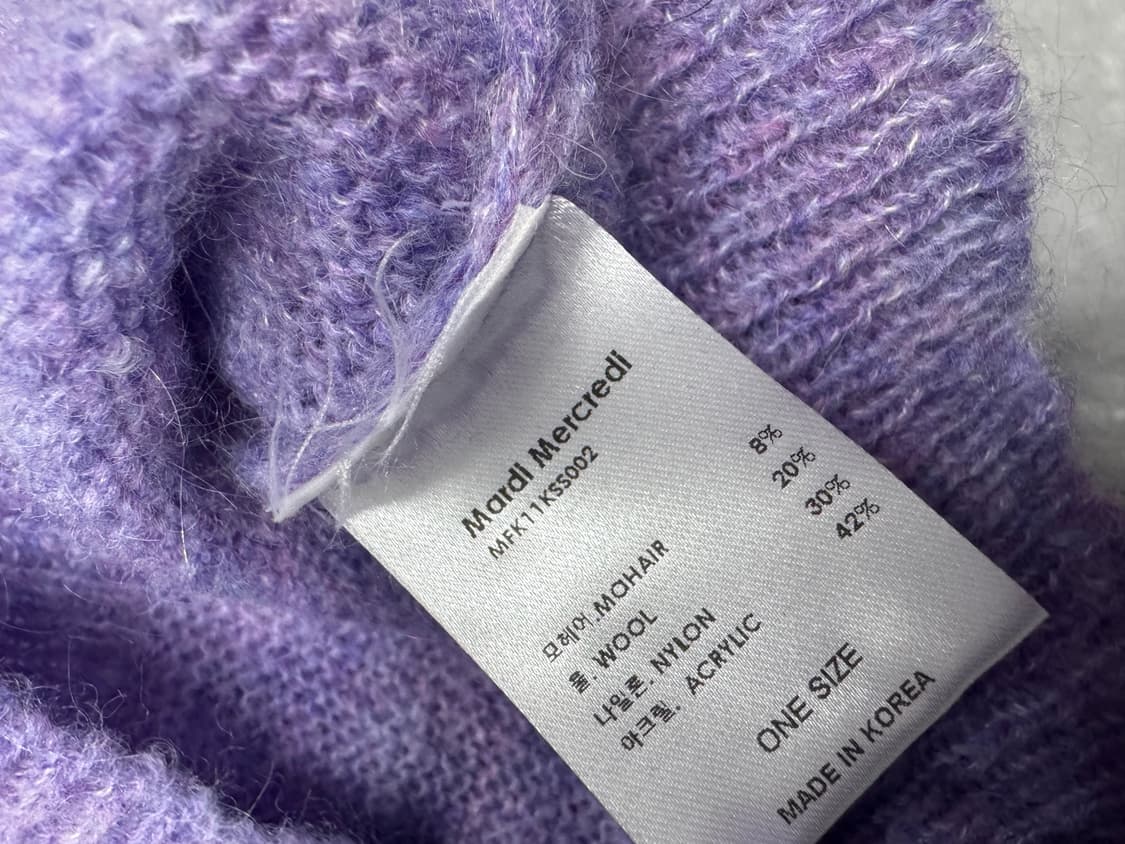 Mardi Mercredi
MFK11KSS002
모헤어.MOHAIR 8%
울. WOOL 20%
나일론. NYLON 30%
아크릴. ACRYLIC 42%
ONE SIZE
MADE IN KOREA